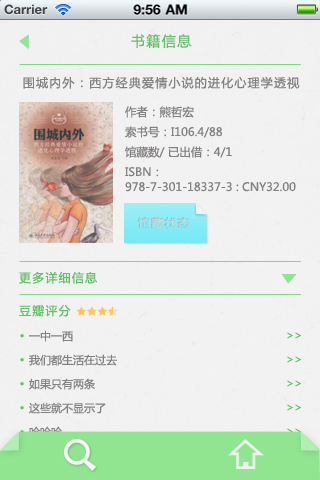 Carrier
9:56 AM
书籍信息
围城内外：西方经典爱情小说的进化心理学透视
围城内外
西方经典爱情小说的
进化心理学透视
作者：熊哲宏
索书号：I106.4/88
馆藏数/ 已出借：4/1
ISBN：
978-7-301-18337-3 : CNY32.00
馆藏状态
更多详细信息
豆瓣评分
• 一中一西 >>
• 我们都生活在过去 >>
• 如果只有两条 >>
• 这些就不显示了 >>
• 哈哈哈 >>